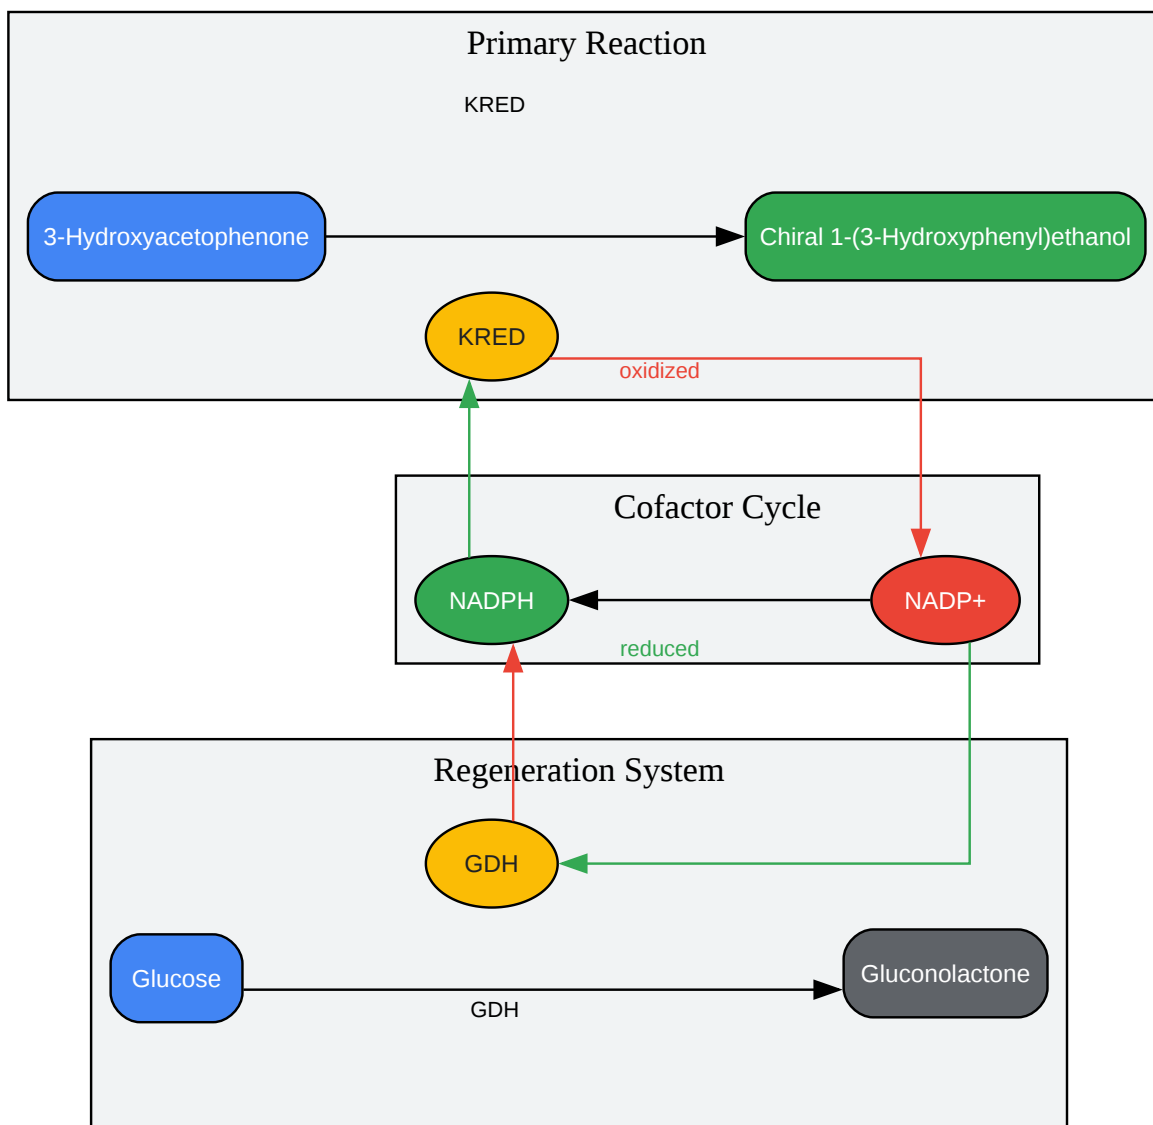 Primary Reaction
KRED
3-Hydroxyacetophenone
Chiral 1-(3-Hydroxyphenyl)ethanol
KRED
oxidized
Cofactor Cycle
NADPH
NADP+
reduced
Regeneration System
GDH
Glucose
Gluconolactone
GDH